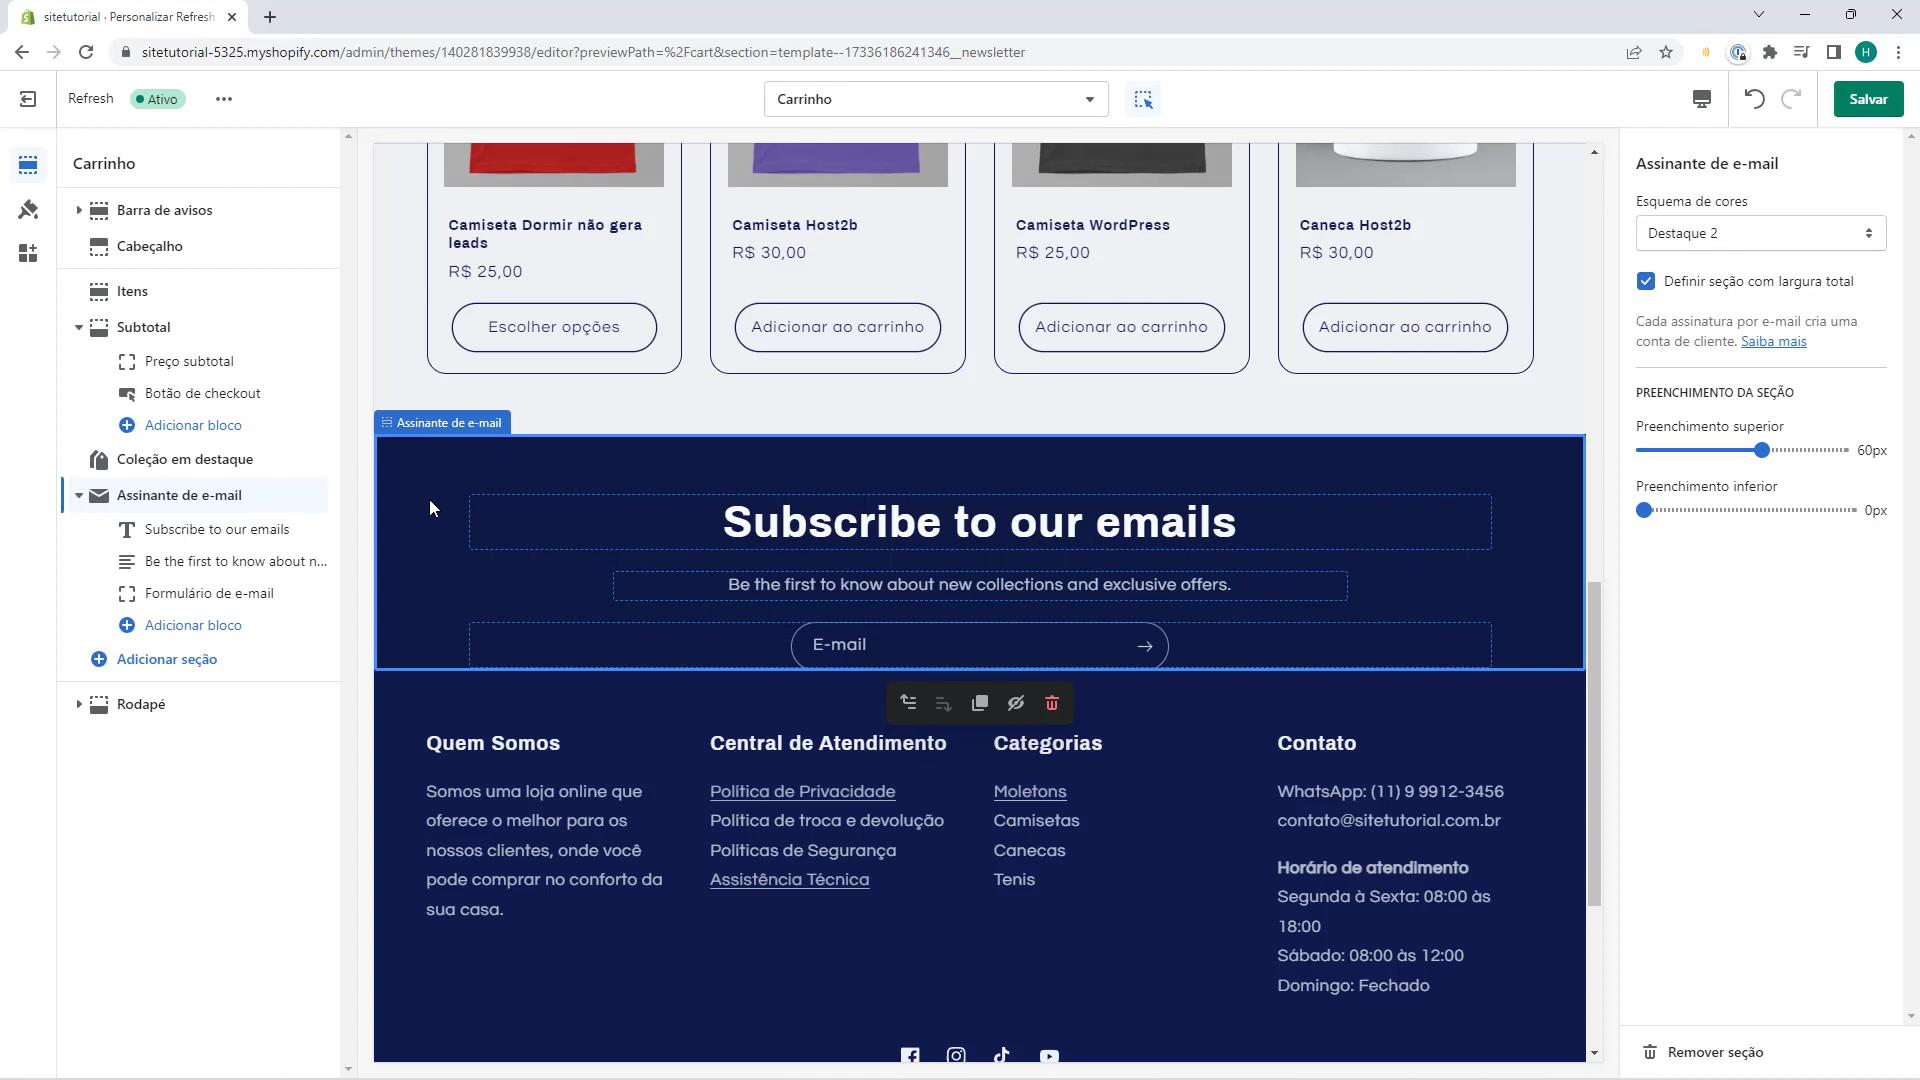 sitetutorial · Personalizar Refresh
sitetutorial-5325.myshopify.com/admin/themes/140281839938/editor?previewPath=%2Fcart&section=template--17336186241346__newsletter
H
Refresh
Ativo
Carrinho
Salvar
Carrinho
Barra de avisos
Cabeçalho
Itens
Subtotal
Preço subtotal
Botão de checkout
Adicionar bloco
Coleção em destaque
Assinante de e-mail
Subscribe to our emails
Be the first to know about n...
Formulário de e-mail
Adicionar bloco
Adicionar seção
Rodapé
Camiseta Dormir não gera
leads
R$ 25,00
Escolher opções
Camiseta Host2b
R$ 30,00
Adicionar ao carrinho
Camiseta WordPress
R$ 25,00
Adicionar ao carrinho
Caneca Host2b
R$ 30,00
Adicionar ao carrinho
Assinante de e-mail
Subscribe to our emails
Be the first to know about new collections and exclusive offers.
E-mail
Quem Somos
Somos uma loja online que
oferece o melhor para os
nossos clientes, onde você
pode comprar no conforto da
sua casa.
Central de Atendimento
Política de Privacidade
Política de troca e devolução
Políticas de Segurança
Assistência Técnica
Categorias
Moletons
Camisetas
Canecas
Tenis
Contato
WhatsApp: (11) 9 9912-3456
contato@sitetutorial.com.br
Horário de atendimento
Segunda à Sexta: 08:00 às
18:00
Sábado: 08:00 às 12:00
Domingo: Fechado
Assinante de e-mail
Esquema de cores
Destaque 2
Definir seção com largura total
Cada assinatura por e-mail cria uma
conta de cliente. Saiba mais
PREENCHIMENTO DA SEÇÃO
Preenchimento superior
60px
Preenchimento inferior
0px
Remover seção